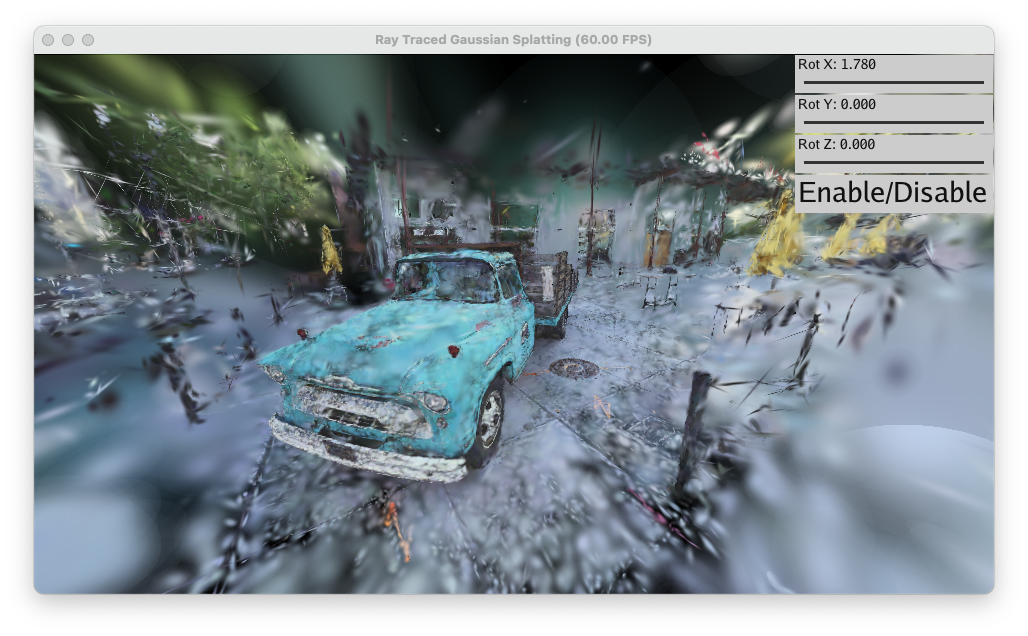 Ray Traced Gaussian Splatting (60.00 FPS)
Rot X: 1.780
Rot Y: 0.000
Rot Z: 0.000
Enable/Disable